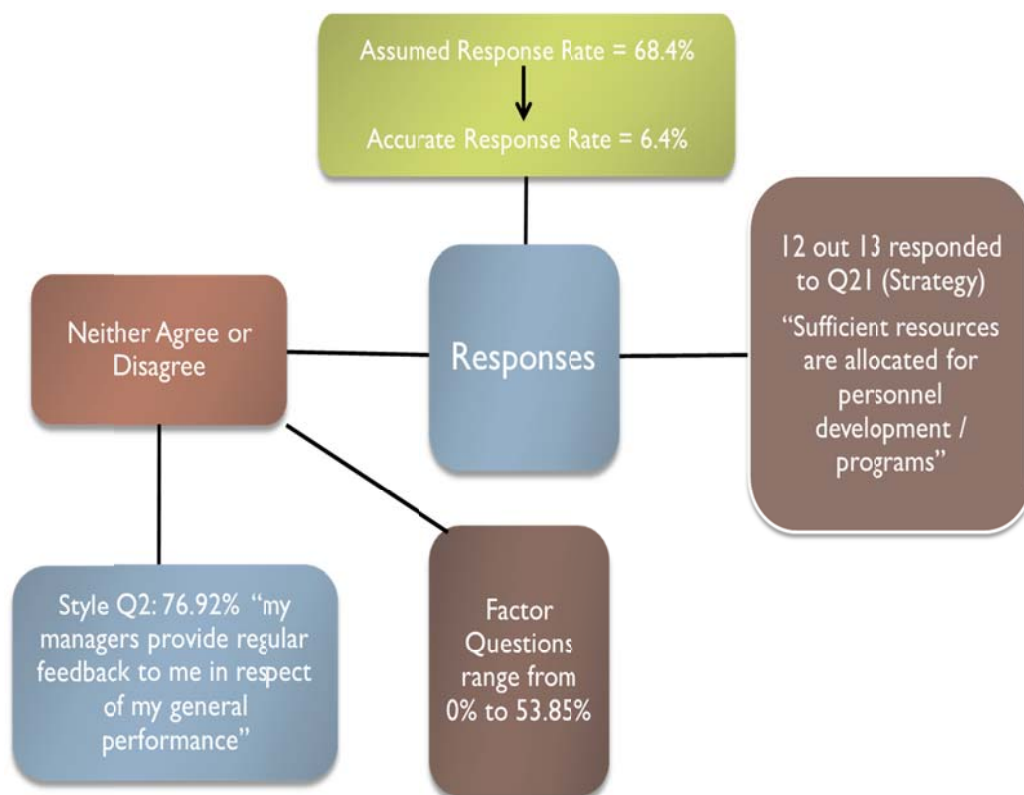 Assumed Response Rate = 68.4%
Accurate Response Rate = 6.4%
12 out 13 responded
to Q21 (Strategy)
“Sufficient resources
are allocated for
personnel
development /
programs”
Neither Agree or
Disagree
Responses
Style Q2: 76.92% “my
managers provide regular
feedback to me in respect
of my general
performance”
Factor
Questions
range from
0% to 53.85%